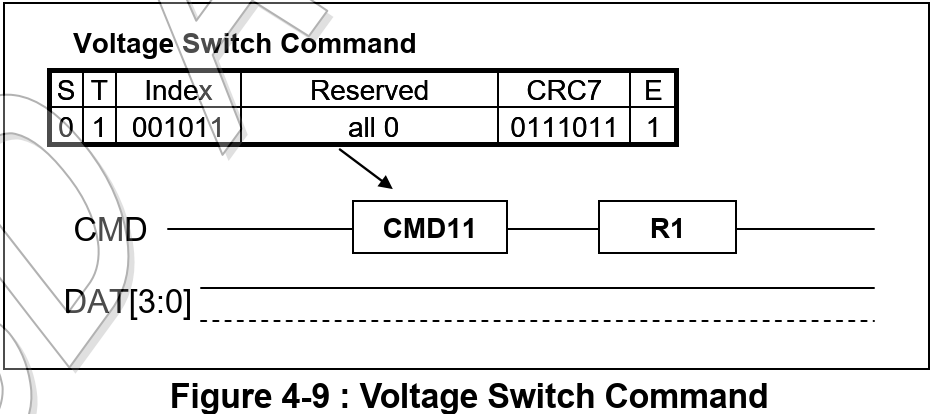 Voltage Switch Command
S T Index Reserved CRC7 E
0 1 001011 all 0 0111011 1
CMD CMD11 R1
DAT[3:0]
Figure 4-9 : Voltage Switch Command